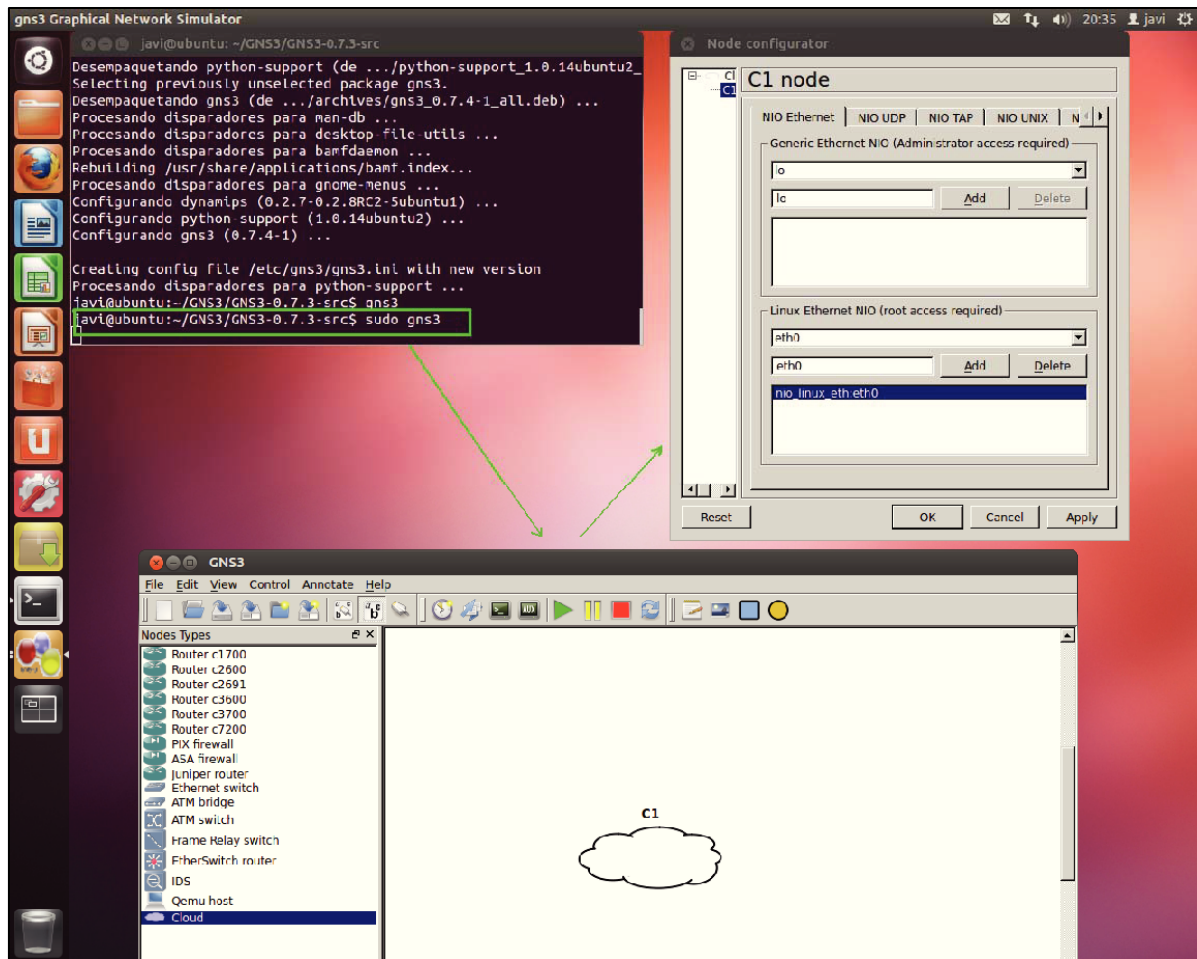 gns3 Graphical Network Simulator
20:35 javi
javi@ubuntu: ~/GNS3/GNS3-0.7.3-src
Desempaquetando python-support (de .../python-support_1.0.14ubuntu2_
Selecting previously unselected package gns3.
Desempaquetando gns3 (de .../archives/gns3_0.7.4-1_all.deb) ...
Procesando disparadores para man-db ...
Procesando disparadores para desktop-file-utils ...
Procesando disparadores para bamfdaemon ...
Rebuilding /usr/share/applications/bamf.index...
Procesando disparadores para gnome-menus ...
Configurando dynamips (0.2.7-0.2.8RC2-5ubuntu1) ...
Configurando python-support (1.0.14ubuntu2) ...
Configurando gns3 (0.7.4-1) ...
Creating config file /etc/gns3/gns3.ini with new version
Procesando disparadores para python-support ...
javi@ubuntu:~/GNS3/GNS3-0.7.3-src$ gns3
javi@ubuntu:~/GNS3/GNS3-0.7.3-src$ sudo gns3
Node configurator
Cl
C1
C1 node
NIO Ethernet NIO UDP NIO TAP NIO UNIX N
Generic Ethernet NIO (Administrator access required)
lo
lo Add Delete
Linux Ethernet NIO (root access required)
eth0
eth0 Add Delete
nio_linux_eth:eth0
Reset OK Cancel Apply
GNS3
File Edit View Control Annotate Help
Nodes Types
Router c1700
Router c2600
Router c2691
Router c3600
Router c3700
Router c7200
PIX firewall
ASA firewall
Juniper router
Ethernet switch
ATM bridge
ATM switch
Frame Relay switch
EtherSwitch router
IDS
Qemu host
Cloud
C1